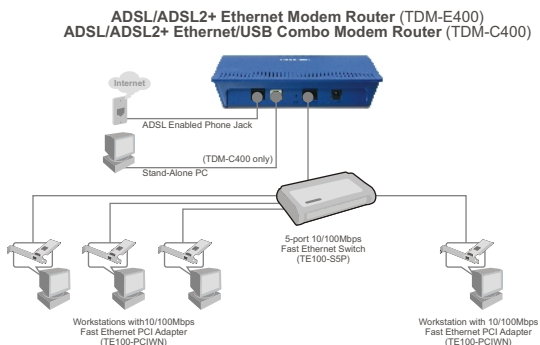 ADSL/ADSL2+ Ethernet Modem Router (TDM-E400)
ADSL/ADSL2+ Ethernet/USB Combo Modem Router (TDM-C400)
Internet
ADSL Enabled Phone Jack
(TDM-C400 only)
Stand-Alone PC
5-port 10/100Mbps
Fast Ethernet Switch
(TE100-S5P)
Workstations with10/100Mbps
Fast Ethernet PCI Adapter
(TE100-PCIWN)
Workstation with 10/100Mbps
Fast Ethernet PCI Adapter
(TE100-PCIWN)